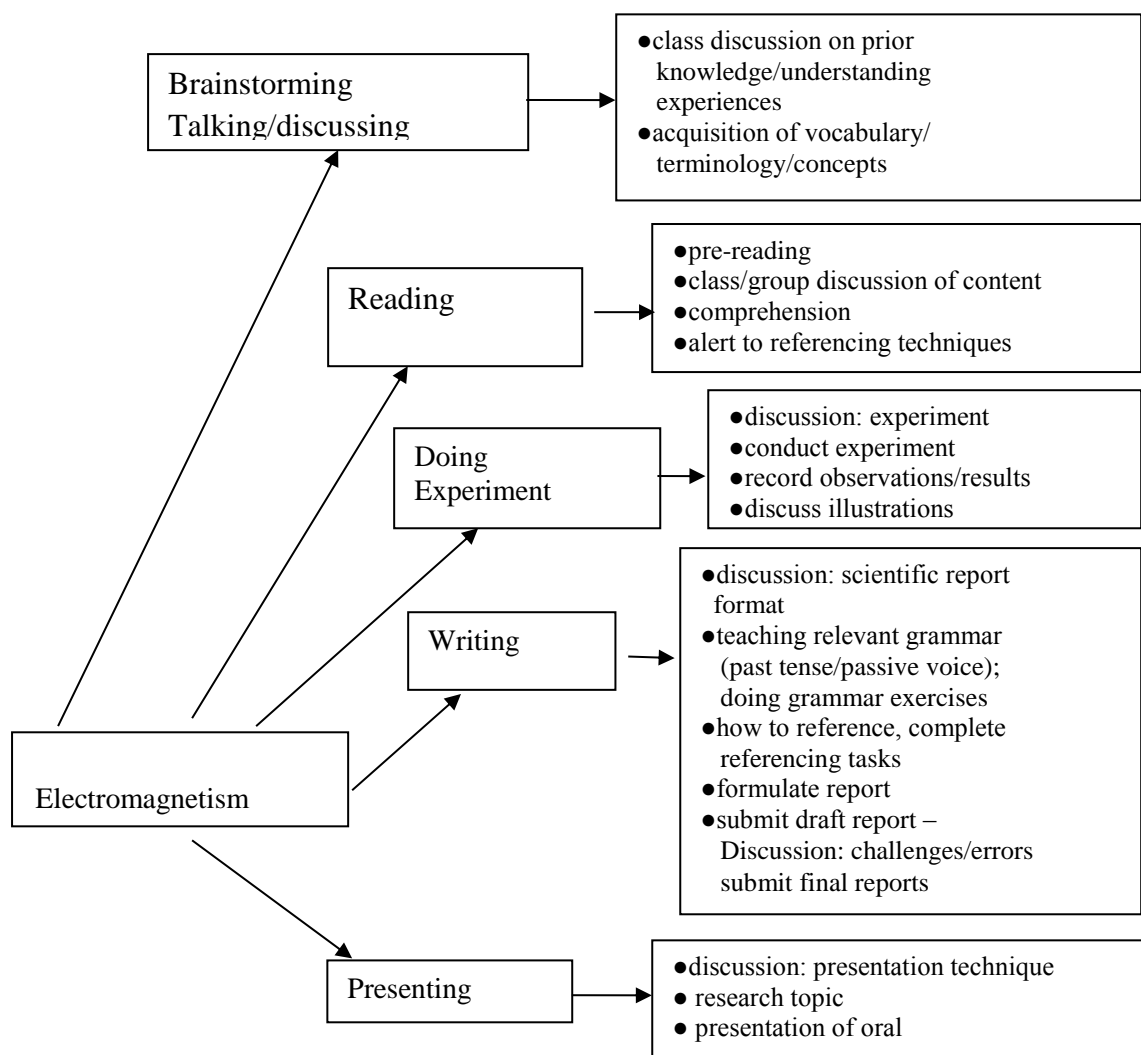 Brainstorming
Talking/discussing
●class discussion on prior
knowledge/understanding
experiences
●acquisition of vocabulary/
terminology/concepts
Reading
●pre-reading
●class/group discussion of content
●comprehension
●alert to referencing techniques
Doing
Experiment
●discussion: experiment
●conduct experiment
●record observations/results
●discuss illustrations
Writing
●discussion: scientific report
format
●teaching relevant grammar
(past tense/passive voice);
doing grammar exercises
●how to reference, complete
referencing tasks
●formulate report
●submit draft report –
Discussion: challenges/errors
submit final reports
Electromagnetism
Presenting
●discussion: presentation technique
● research topic
● presentation of oral